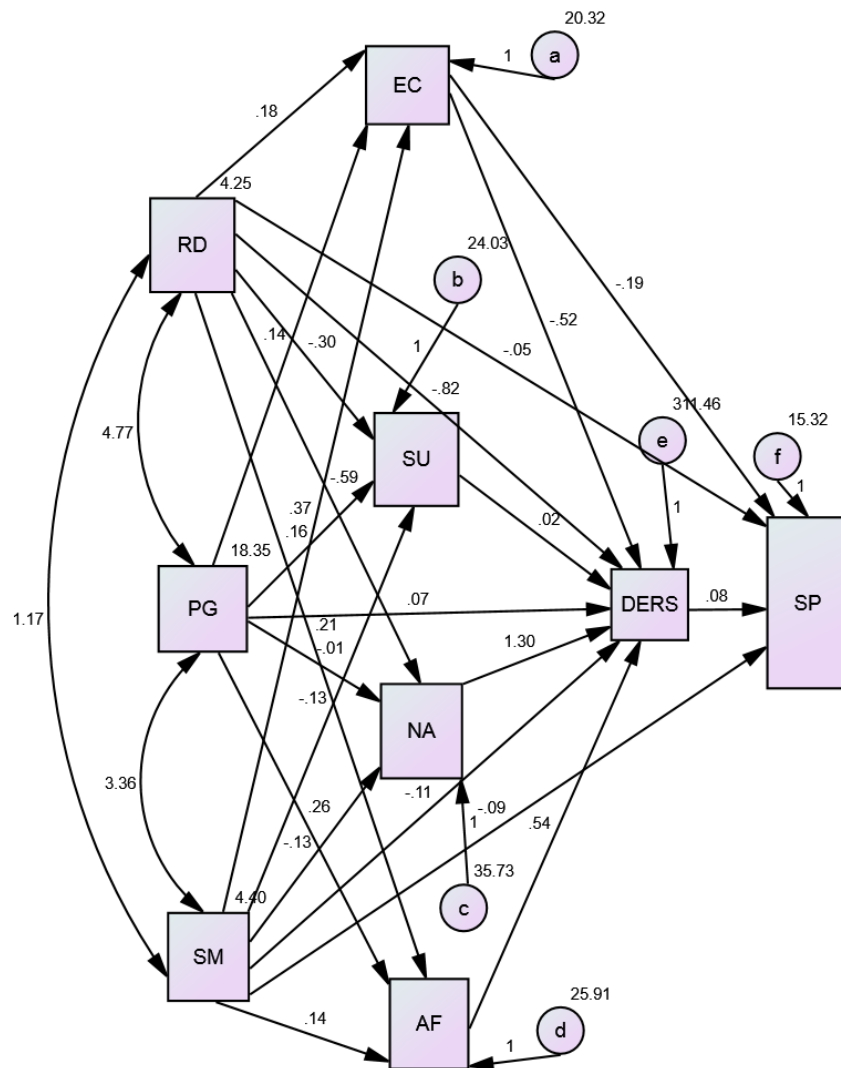 20.32
a
1
EC
.18
4.25
RD
24.03
b
-.19
.14
-.30
-.52
1
-.05
-.82
311.46
15.32
4.77
SU
e
f
-.59
1
.37
.16
.02
1
18.35
PG
.07
DERS
.08
SP
1.17
.21
-.01
1.30
-.13
NA
3.36
.26
-.11
-.09
.54
1
-.13
4.40
35.73
c
SM
25.91
AF
d
.14
1